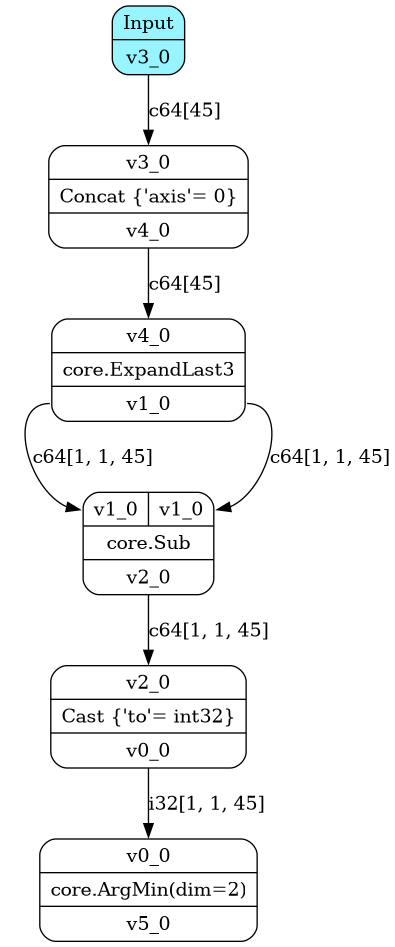 Input
v3_0
c64[45]
v3_0
Concat {'axis'= 0}
v4_0
c64[45]
v4_0
core.ExpandLast3
v1_0
c64[1, 1, 45] c64[1, 1, 45]
v1_0 v1_0
core.Sub
v2_0
c64[1, 1, 45]
v2_0
Cast {'to'= int32}
v0_0
i32[1, 1, 45]
v0_0
core.ArgMin(dim=2)
v5_0